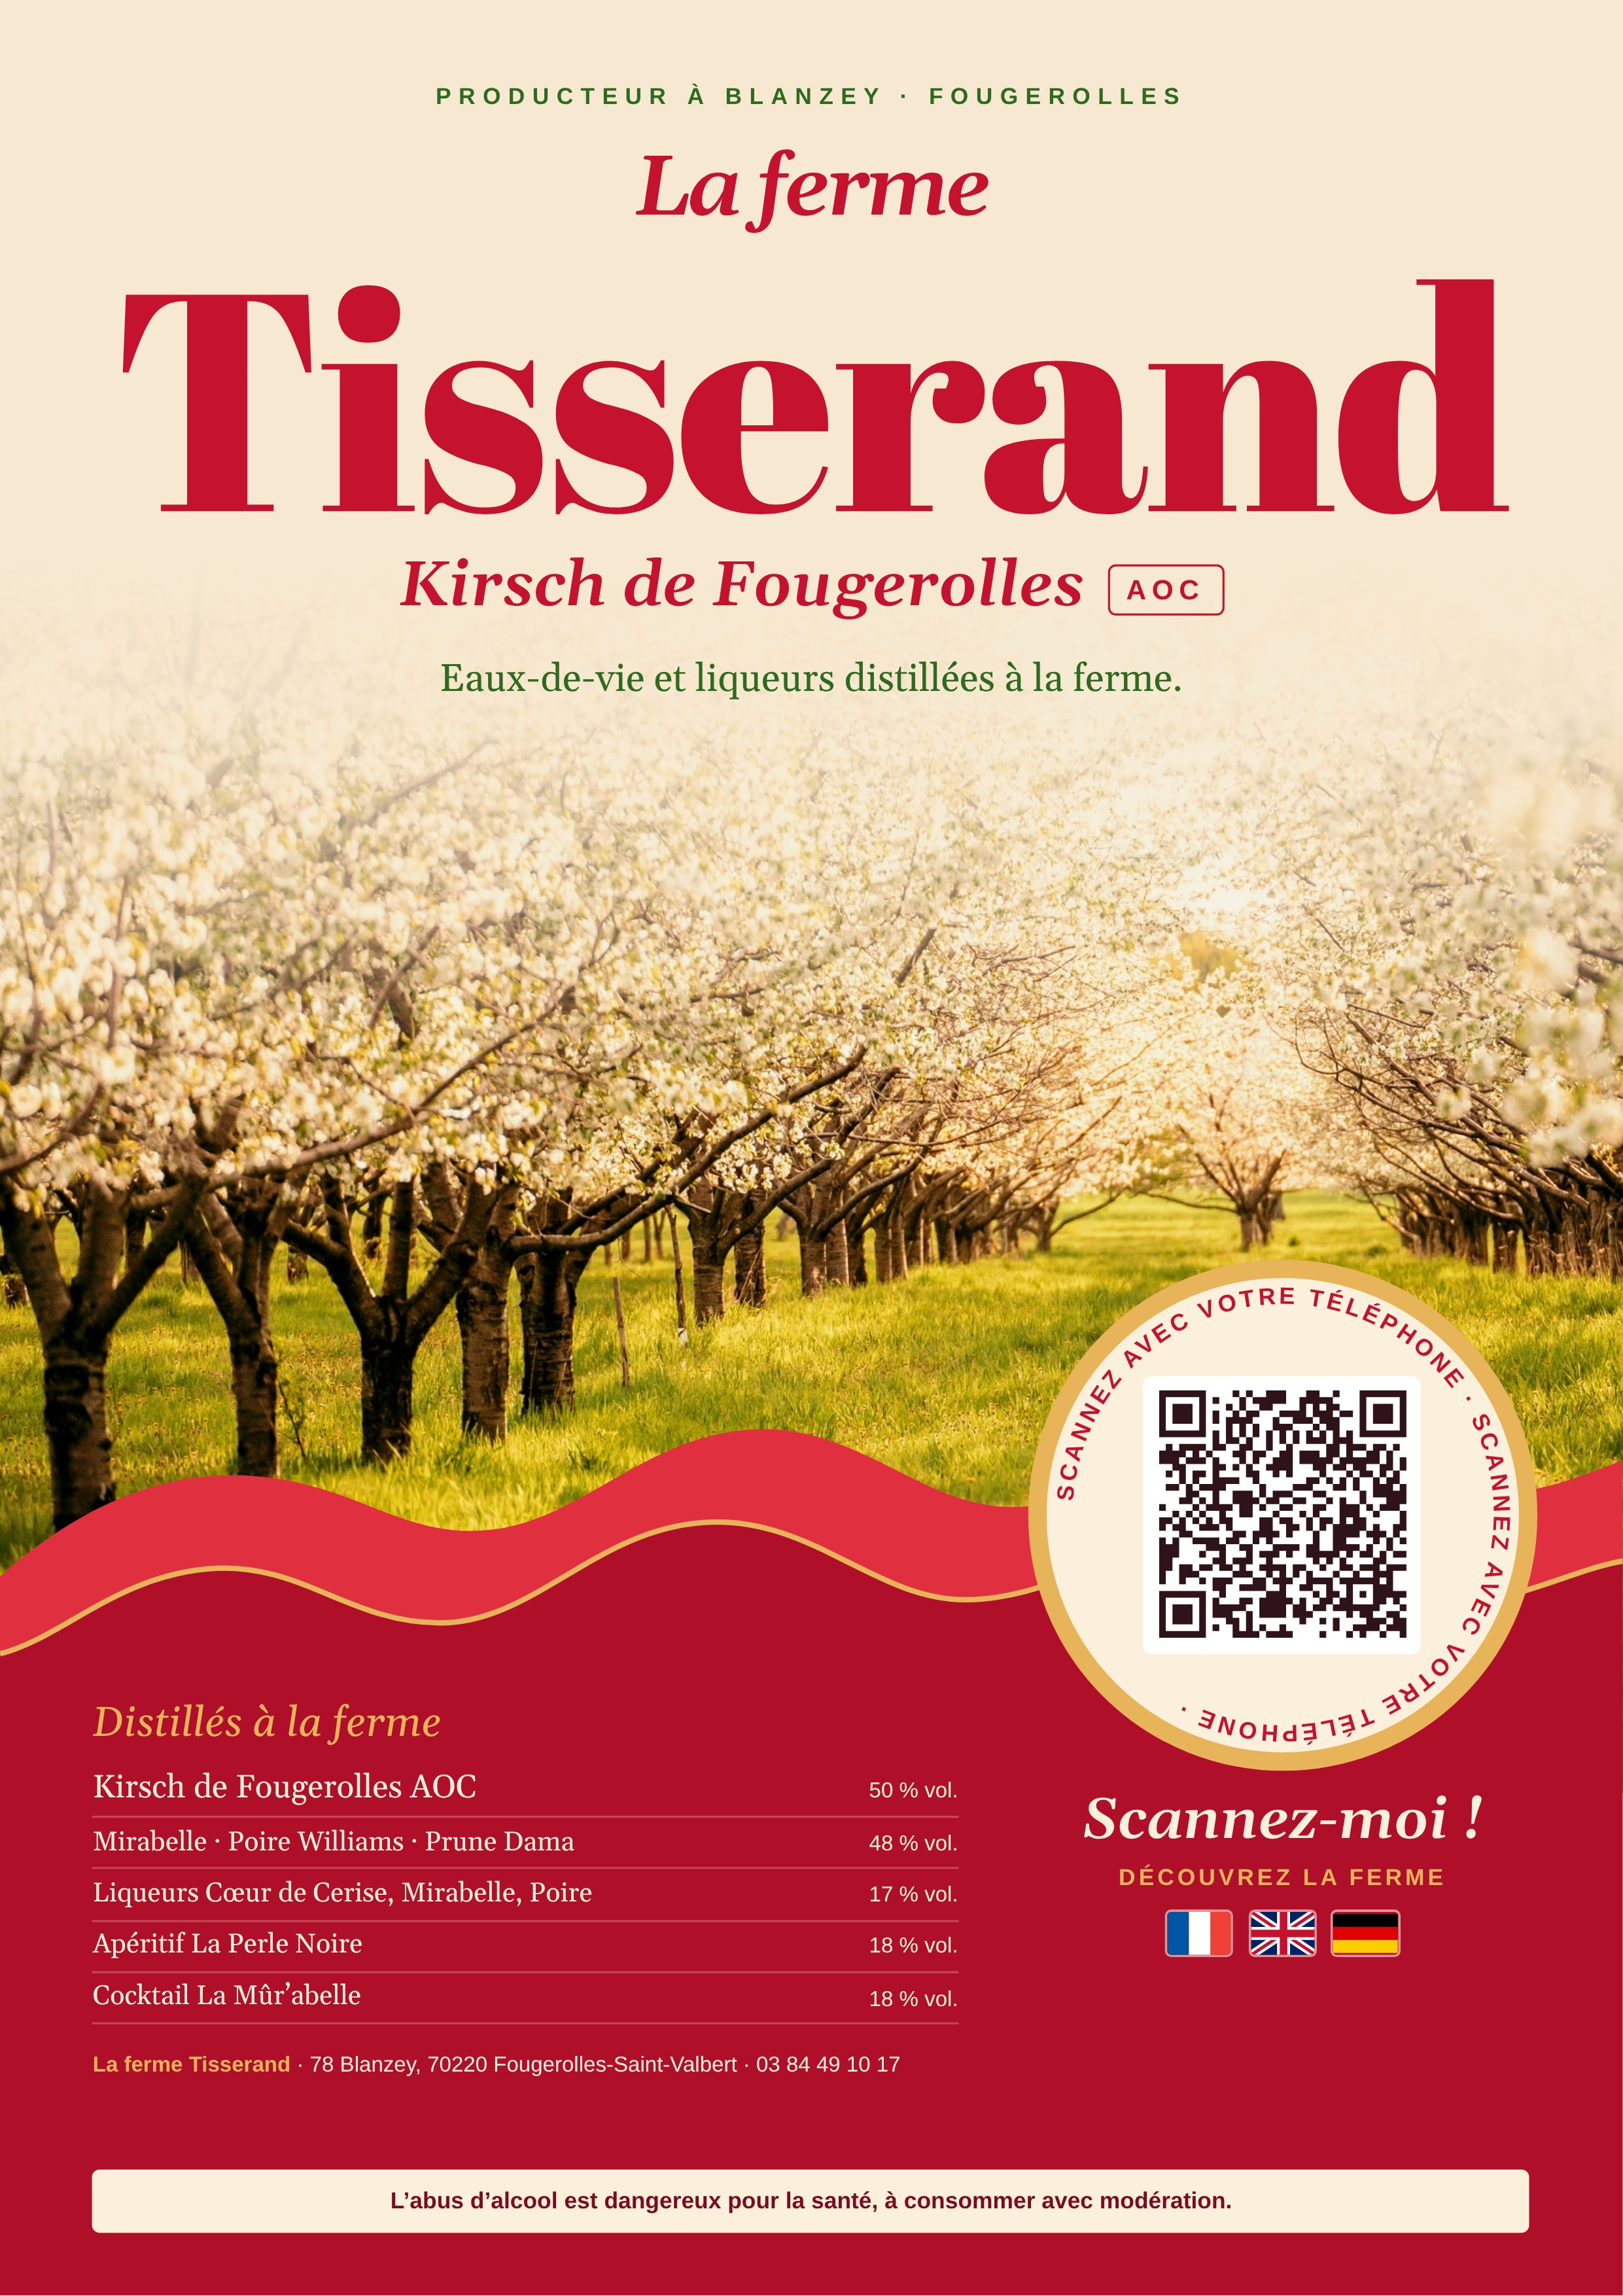 PRODUCTEUR À BLANZEY · FOUGEROLLES
La ferme
Tisserand
Kirsch de Fougerolles AOC
Eaux-de-vie et liqueurs distillées à la ferme.
SCANNEZ AVEC VOTRE TÉLÉPHONE · SCANNEZ AVEC VOTRE TÉLÉPHONE ·
Distillés à la ferme
Kirsch de Fougerolles AOC 50 % vol.
Mirabelle · Poire Williams · Prune Dama 48 % vol.
Liqueurs Cœur de Cerise, Mirabelle, Poire 17 % vol.
Apéritif La Perle Noire 18 % vol.
Cocktail La Mûr’abelle 18 % vol.
La ferme Tisserand · 78 Blanzey, 70220 Fougerolles-Saint-Valbert · 03 84 49 10 17
Scannez-moi !
DÉCOUVREZ LA FERME
L’abus d’alcool est dangereux pour la santé, à consommer avec modération.